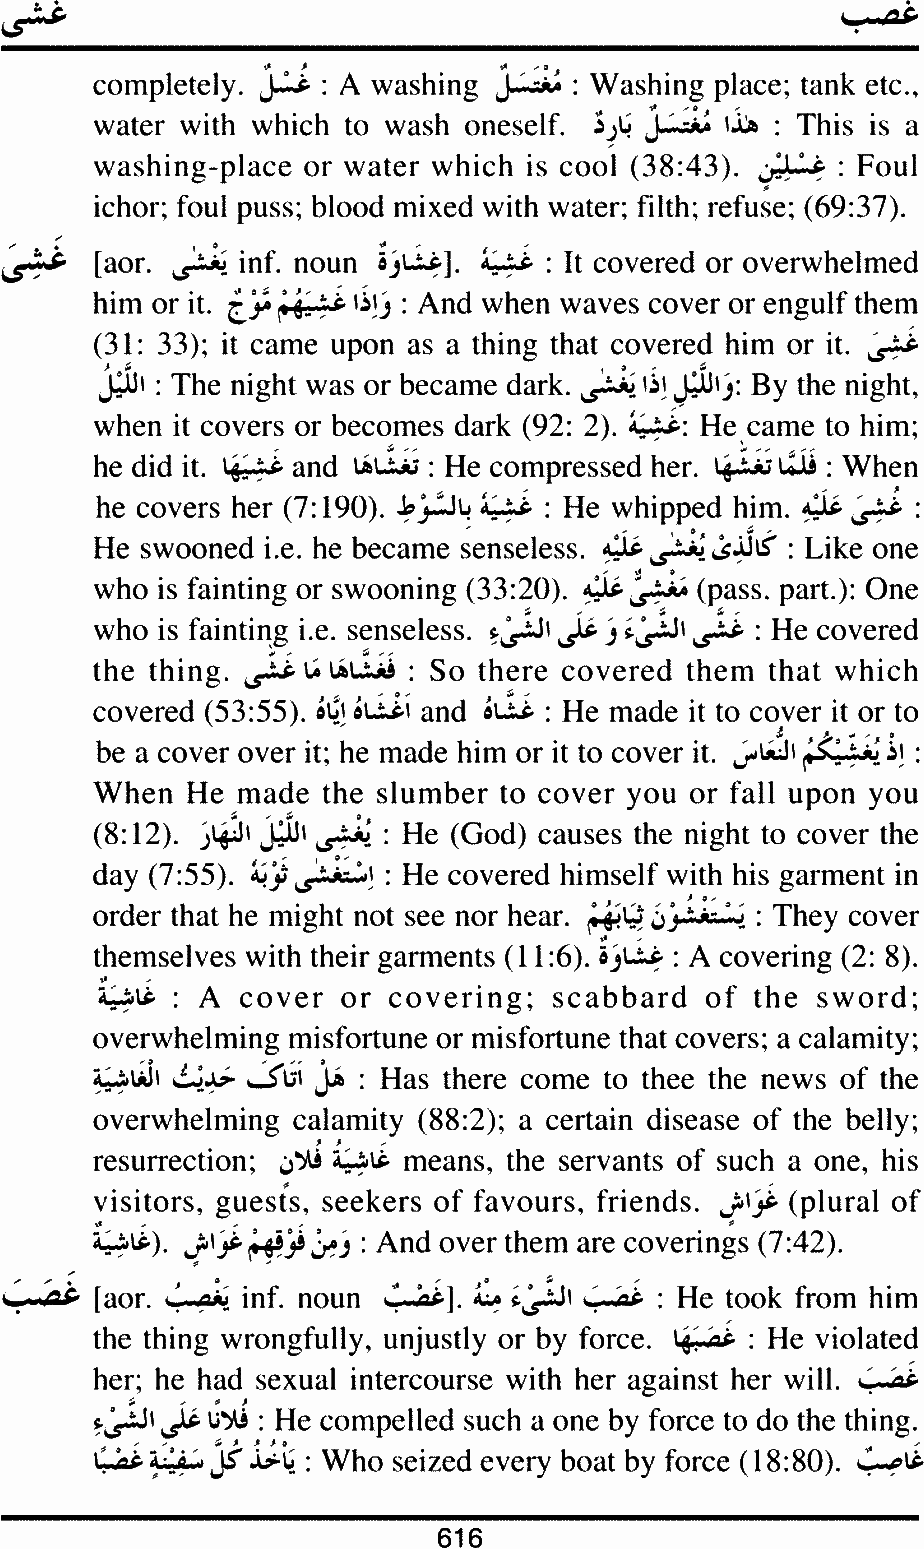 غشى غصب
completely. غُسْلٌ : A washing مُغْتَسَلٌ : Washing place; tank etc.,
water with which to wash oneself. هٰذَا مُغْتَسَلٌ بَارِدٌ : This is a
washing-place or water which is cool (38:43). غِسْلِيْنٍ : Foul
ichor; foul puss; blood mixed with water; filth; refuse; (69:37).
غَشِىَ [aor. يَغْشٰى inf. noun غِشَاوَةٌ]. غَشِيَهٗ : It covered or overwhelmed
him or it. وَإِذَا غَشِيَهُمْ مَّوْجٌ : And when waves cover or engulf them
(31: 33); it came upon as a thing that covered him or it. غَشِىَ
اللَّيْلُ : The night was or became dark. وَاللَّيْلِ إِذَا يَغْشٰى: By the night,
when it covers or becomes dark (92: 2). غَشِيَهٗ: He came to him;
he did it. غَشِيَهَا and تَغَشَّاهَا : He compressed her. فَلَمَّا تَغَشّٰهَا : When
he covers her (7:190). غَشِيَهٗ بِالسَّوْطِ : He whipped him. غُشِىَ عَلَيْهِ :
He swooned i.e. he became senseless. كَالَّذِىْ يُغْشٰى عَلَيْهِ : Like one
who is fainting or swooning (33:20). مَغْشِىٌّ عَلَيْهِ (pass. part.): One
who is fainting i.e. senseless. غَشَّى الشَّىْءَ وَ عَلَى الشَّىْءِ : He covered
the thing. فَغَشَّاهَا مَا غَشّٰى : So there covered them that which
covered (53:55). اَغْشَاهُ اِيَّاهُ and غَشَّاهُ : He made it to cover it or to
be a cover over it; he made him or it to cover it. اِذْ يُغَشِّيْكُمُ النُّعَاسَ :
When He made the slumber to cover you or fall upon you
(8:12). يُغْشِى اللَّيْلَ النَّهَارَ : He (God) causes the night to cover the
day (7:55). اِسْتَغْشٰى ثَوْبَهٗ : He covered himself with his garment in
order that he might not see nor hear. يَسْتَغْشُوْنَ ثِيَابَهُمْ : They cover
themselves with their garments (11:6). غِشَاوَةٌ : A covering (2: 8).
غَاشِيَةٌ : A cover or covering; scabbard of the sword;
overwhelming misfortune or misfortune that covers; a calamity;
هَلْ اَتَاكَ حَدِيْثُ الْغَاشِيَةِ : Has there come to thee the news of the
overwhelming calamity (88:2); a certain disease of the belly;
resurrection; غَاشِيَةُ فُلَانٍ means, the servants of such a one, his
visitors, guests, seekers of favours, friends. غَوَاشٍ (plural of
غَاشِيَةٌ). وَمِنْ فَوْقِهِمْ غَوَاشٍ : And over them are coverings (7:42).
غَصَبَ [aor. يَغْصِبُ inf. noun غَصْبٌ]. غَصَبَ الشَّىْءَ مِنْهُ : He took from him
the thing wrongfully, unjustly or by force. غَصَبَهَا : He violated
her; he had sexual intercourse with her against her will. غَصَبَ
فُلَانًا عَلَى الشَّىْءِ : He compelled such a one by force to do the thing.
يَأْخُذُ كُلَّ سَفِيْنَةٍ غَصْبًا : Who seized every boat by force (18:80). غَاصِبٌ
616